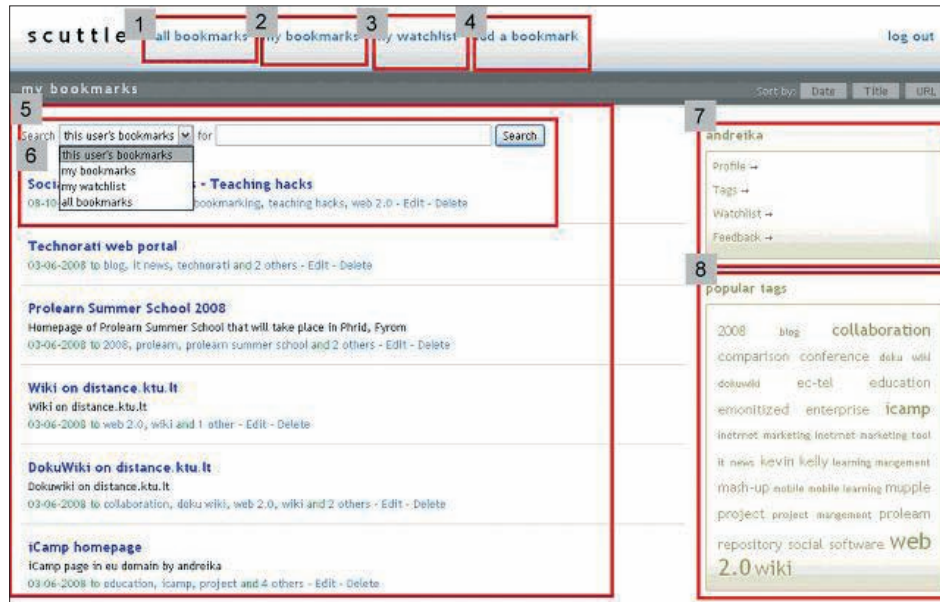 1 2 3 4
scuttle all bookmarks my bookmarks my watchlist add a bookmark log out
my bookmarks Sort by: Date Title URL
5
Search this user's bookmarks for Search
6
this user's bookmarks
my bookmarks
my watchlist
all bookmarks
- Teaching hacks
bookmarking, teaching hacks, web 2.0 - Edit - Delete
Technorati web portal
03-06-2008 to blog, it news, technorati and 2 others - Edit - Delete
Prolearn Summer School 2008
Homepage of Prolearn Summer School that will take place in Phrid, Fyrom
03-06-2008 to 2008, prolearn, prolearn summer school and 2 others - Edit - Delete
Wiki on distance.ktu.lt
Wiki on distance.ktu.lt
03-06-2008 to web 2.0, wiki and 1 other - Edit - Delete
DokuWiki on distance.ktu.lt
Dokuwiki on distance.ktu.lt
03-06-2008 to collaboration, doku wiki, web 2.0, wiki and 2 others - Edit - Delete
iCamp homepage
iCamp page in eu domain by andreika
03-06-2008 to education, icamp, project and 4 others - Edit - Delete
7
andreika
Profile →
Tags →
Watchlist →
Feedback →
8
popular tags
2008 blog collaboration
comparison conference doku wiki
dokuwiki ec-tel education
emonitized enterprise icamp
inetrnet marketing inetrnet marketing tool
it news kevin kelly learning mangement
mash-up mobile mobile learning mupple
project project mangement prolearn
repository social software web
2.0 wiki